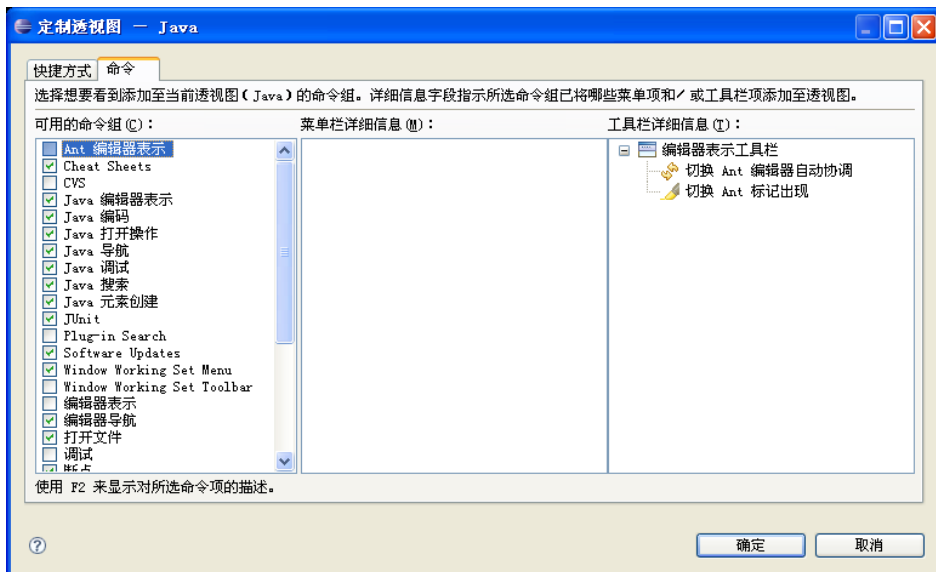 定制透视图 － Java
快捷方式 命令
选择想要看到添加至当前透视图(Java)的命令组。详细信息字段指示所选命令组已将哪些菜单项和/或工具栏项添加至透视图。
可用的命令组(C)： 菜单栏详细信息(M)： 工具栏详细信息(T)：
Ant 编辑器表示
Cheat Sheets
CVS
Java 编辑器表示
Java 编码
Java 打开操作
Java 导航
Java 调试
Java 搜索
Java 元素创建
JUnit
Plug-in Search
Software Updates
Window Working Set Menu
Window Working Set Toolbar
编辑器表示
编辑器导航
打开文件
调试
断点
编辑器表示工具栏
切换 Ant 编辑器自动协调
切换 Ant 标记出现
使用 F2 来显示对所选命令项的描述。
确定 取消